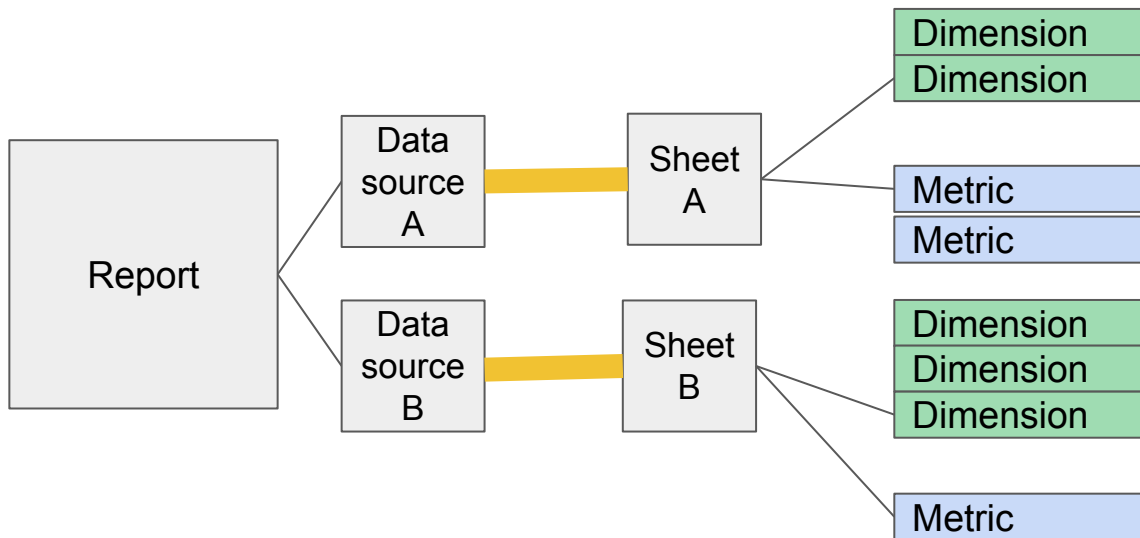 Report
Data
source
A
Data
source
B
Sheet
A
Sheet
B
Dimension
Dimension
Metric
Metric
Dimension
Dimension
Dimension
Metric